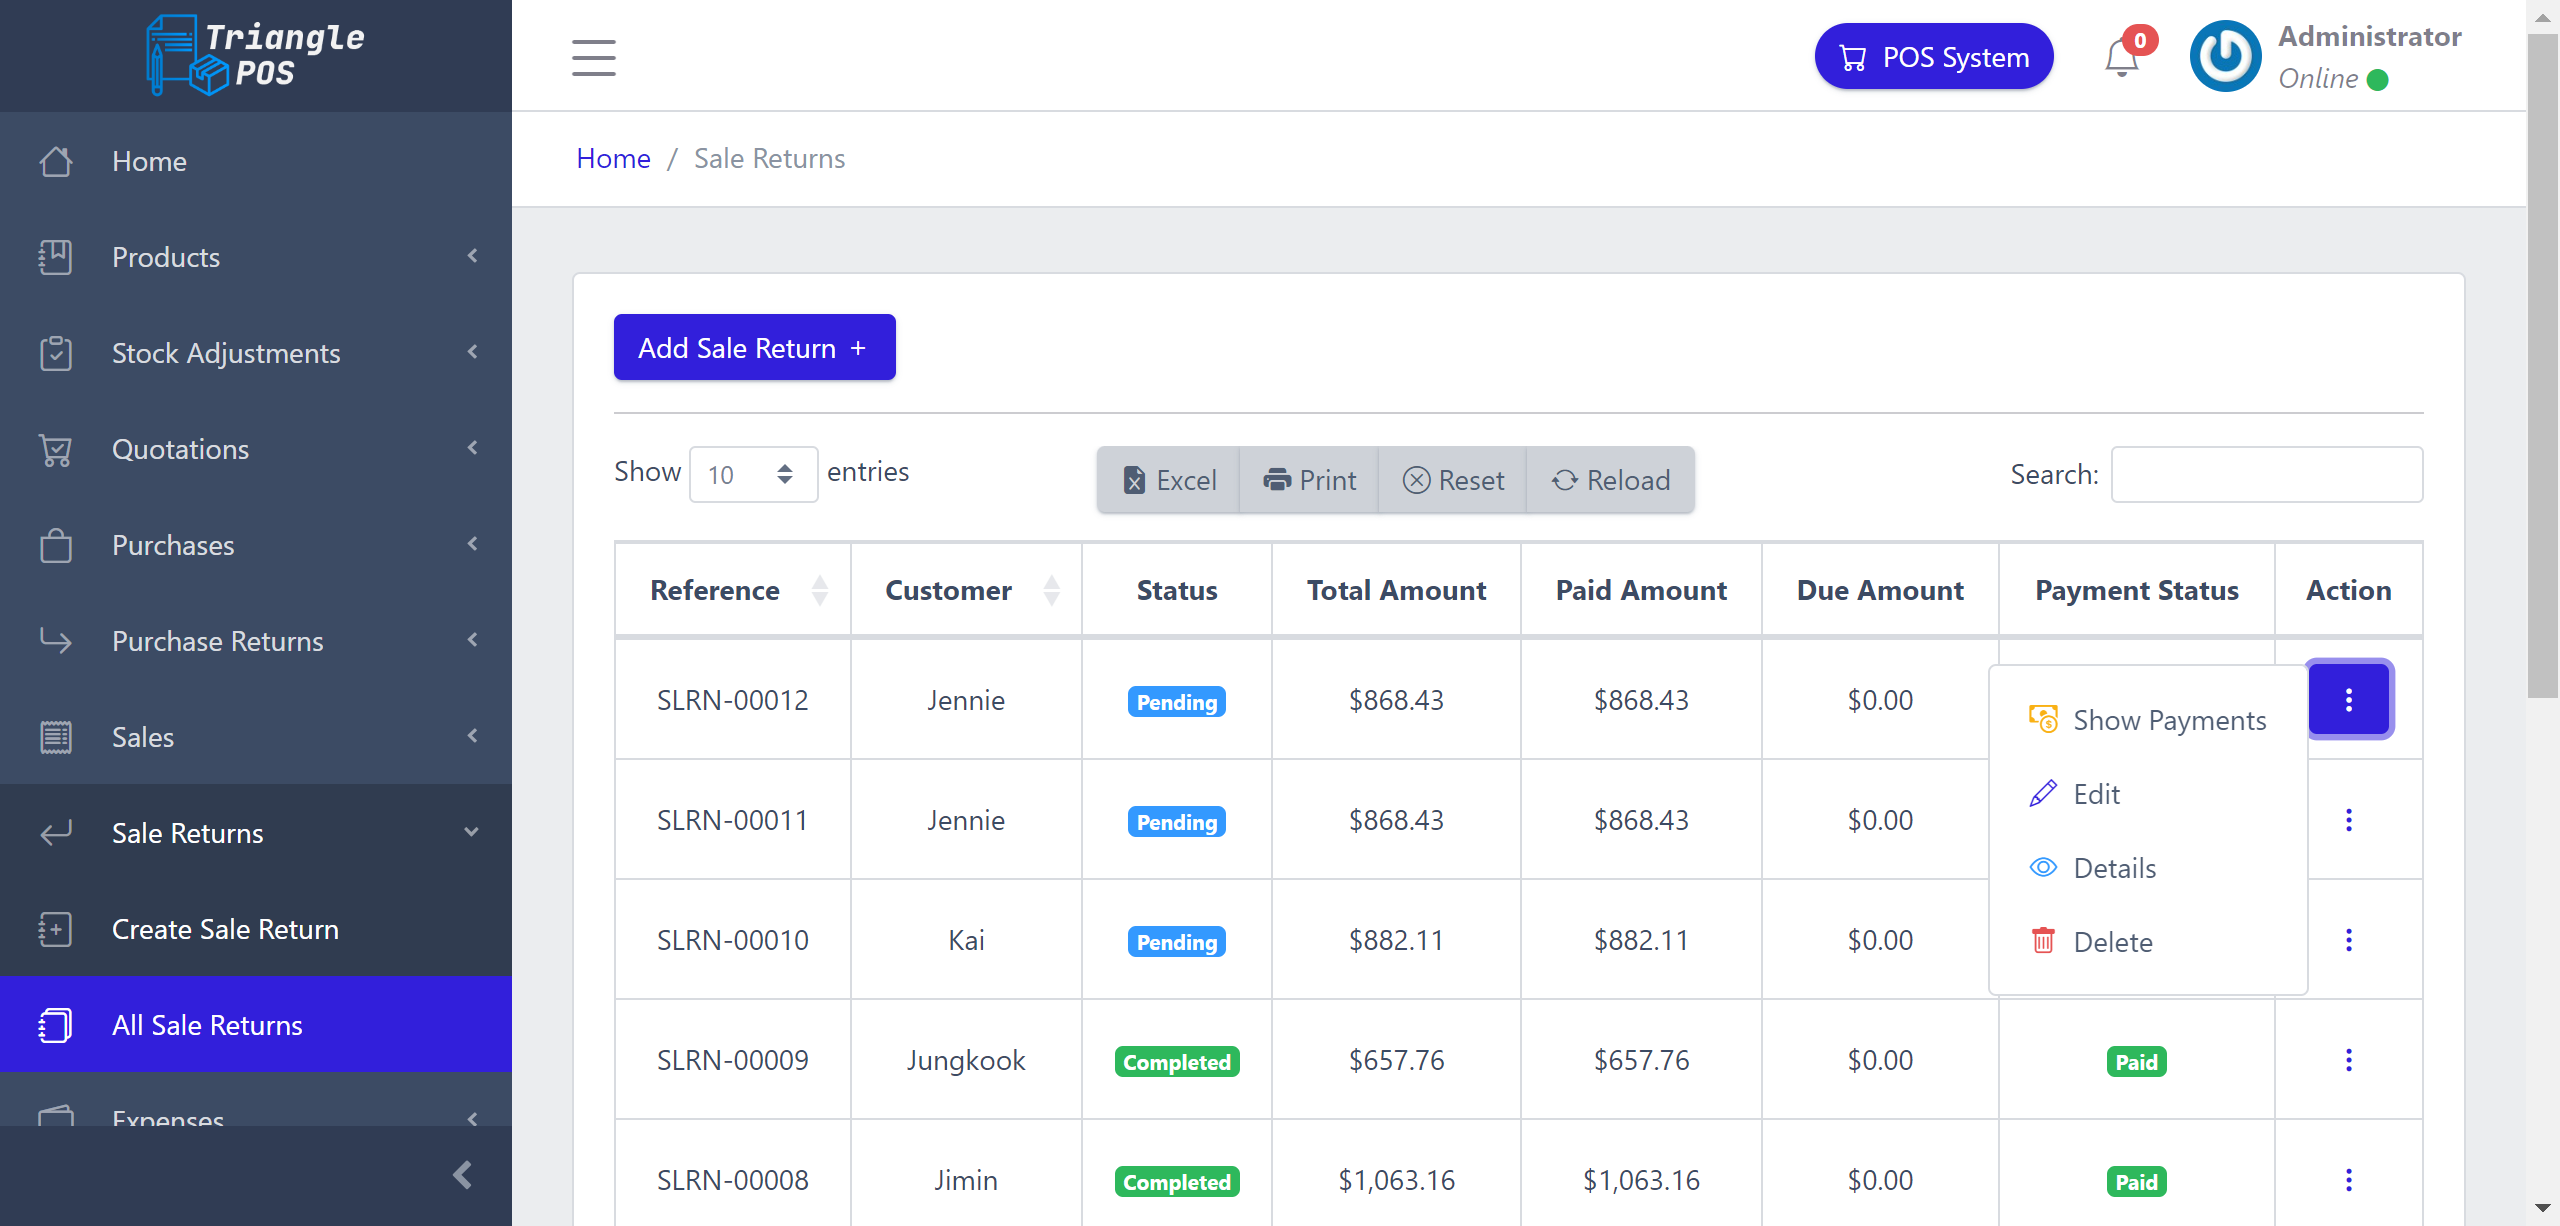 Triangle
POS
Home
Products
Stock Adjustments
Quotations
Purchases
Purchase Returns
Sales
Sale Returns
Create Sale Return
All Sale Returns
Expenses
POS System
0
Administrator
Online
Home / Sale Returns
Add Sale Return +
Show 10 entries
Excel Print Reset Reload
Search:
Reference Customer Status Total Amount Paid Amount Due Amount Payment Status Action
SLRN-00012 Jennie Pending $868.43 $868.43 $0.00
SLRN-00011 Jennie Pending $868.43 $868.43 $0.00
SLRN-00010 Kai Pending $882.11 $882.11 $0.00
SLRN-00009 Jungkook Completed $657.76 $657.76 $0.00 Paid
SLRN-00008 Jimin Completed $1,063.16 $1,063.16 $0.00 Paid
Show Payments
Edit
Details
Delete